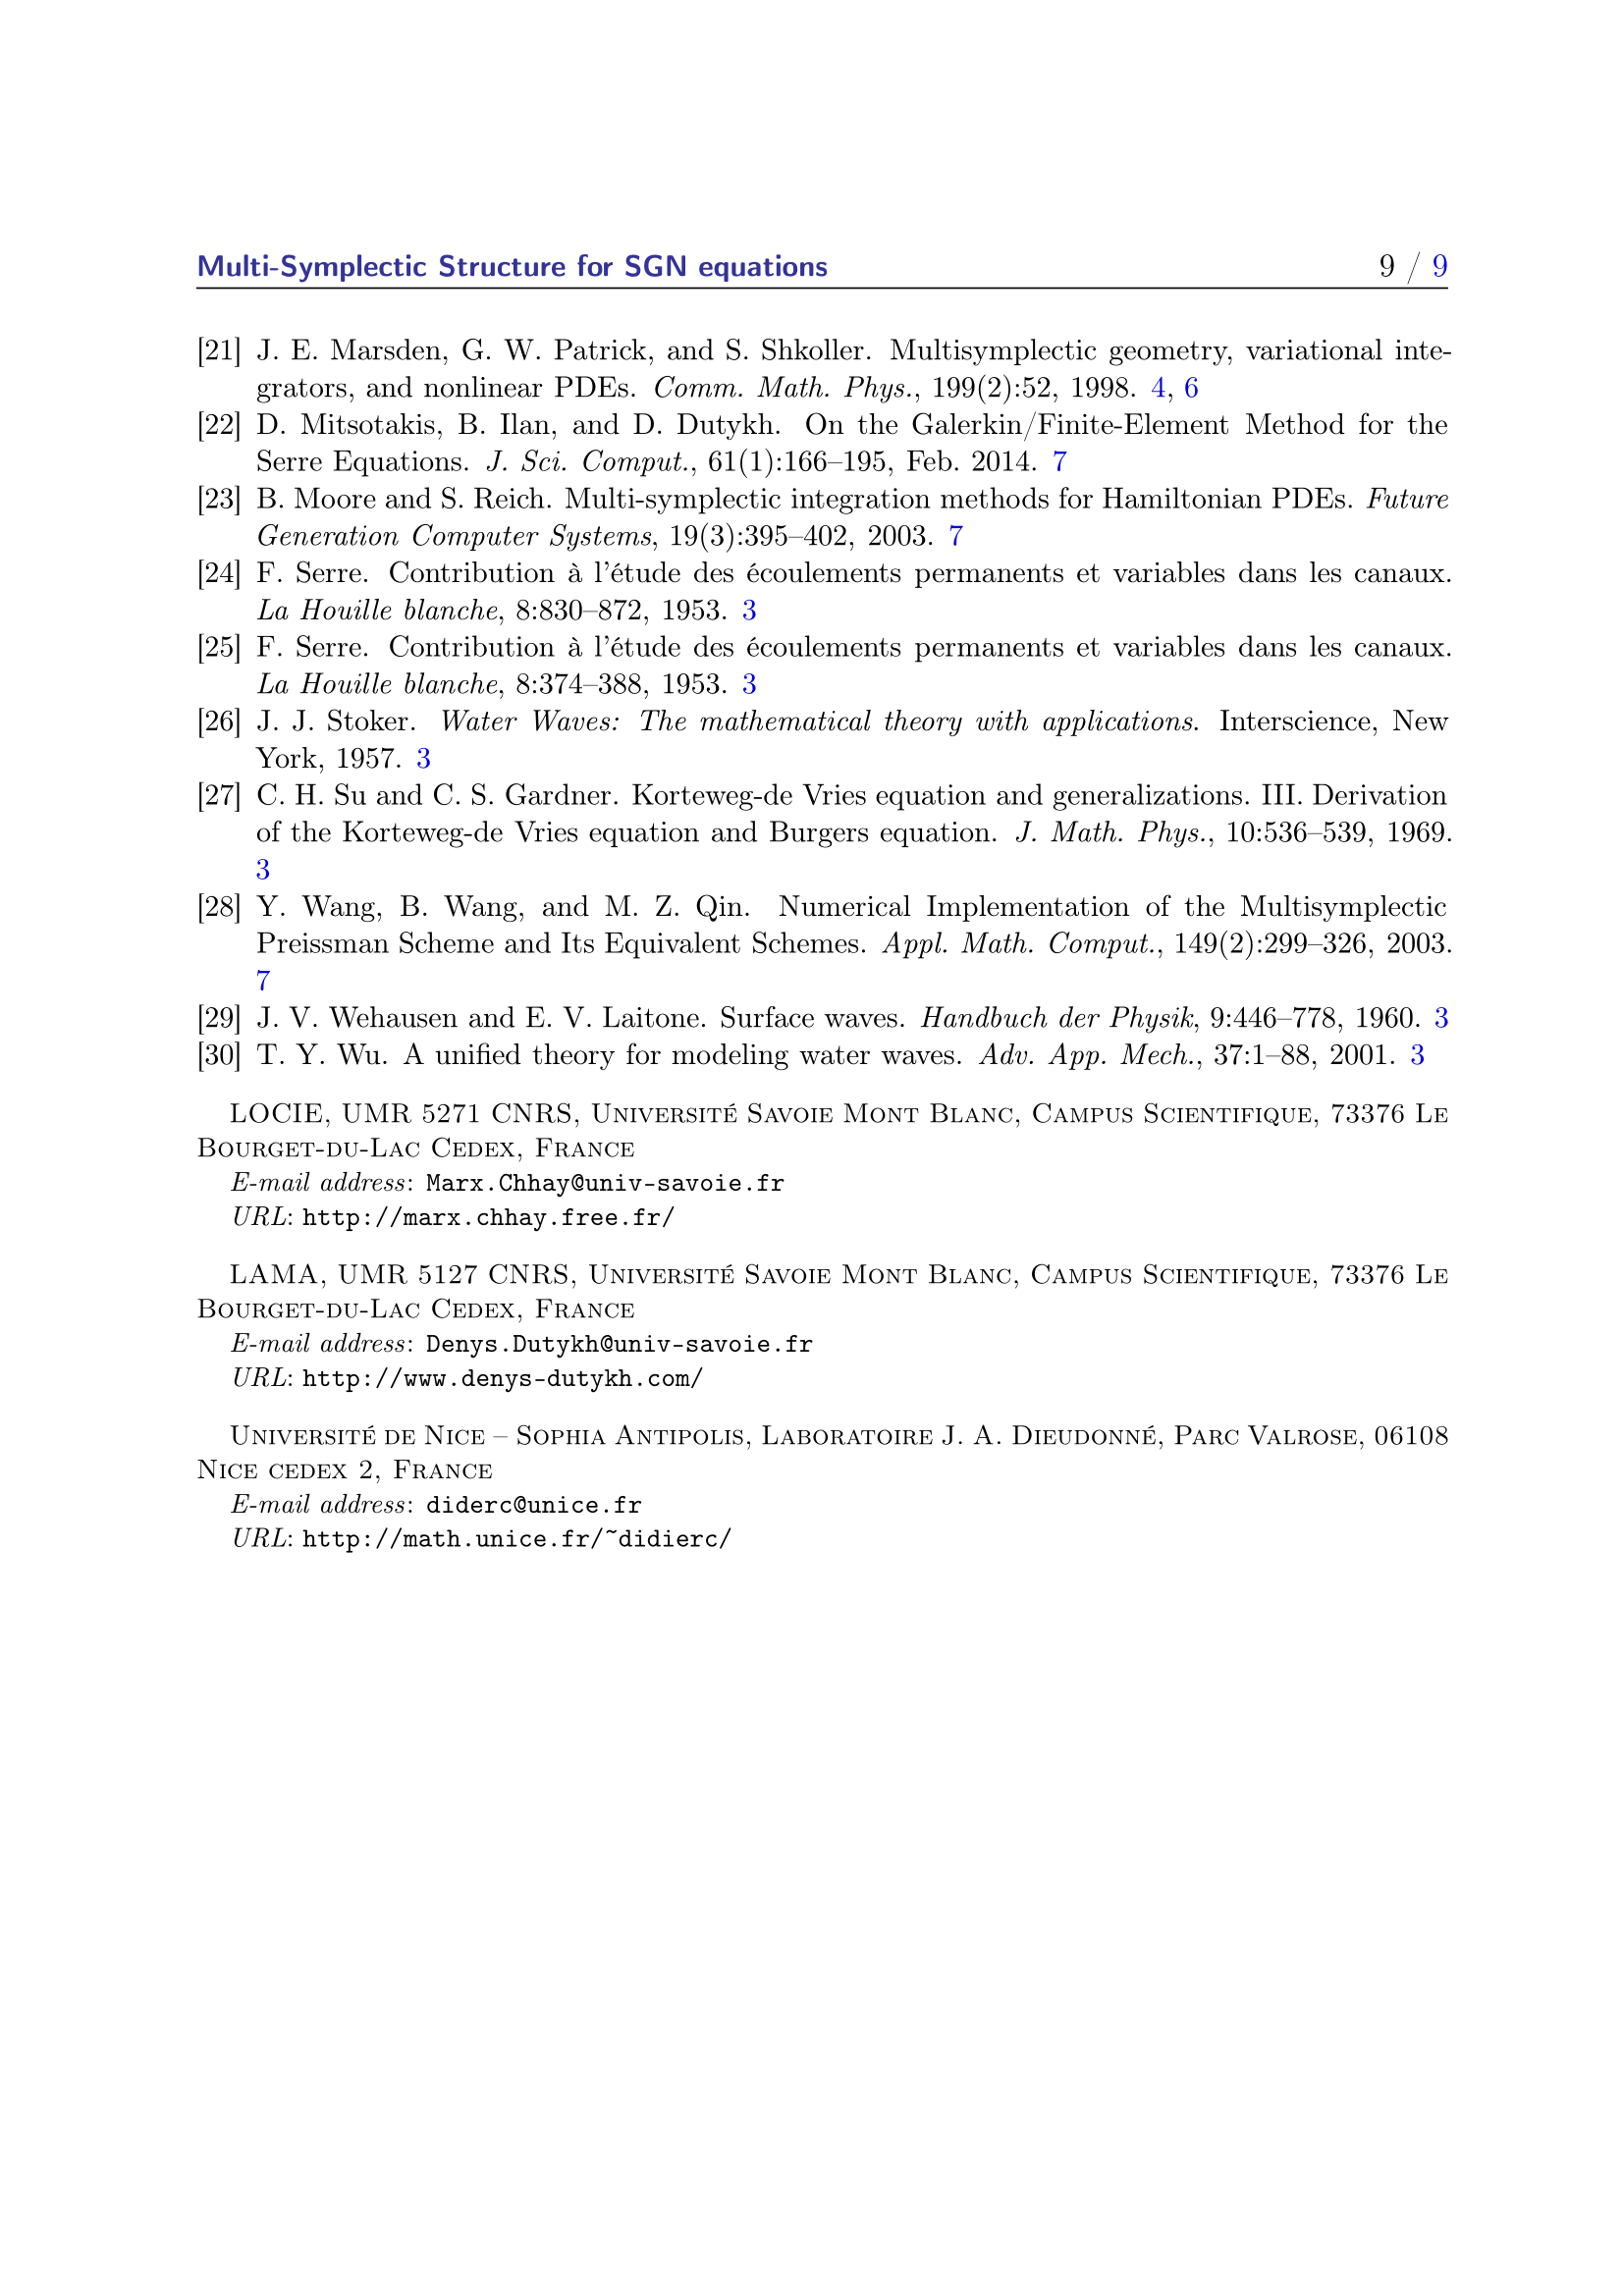 Multi-Symplectic Structure for SGN equations 9 / 9
[21] J. E. Marsden, G. W. Patrick, and S. Shkoller. Multisymplectic geometry, variational inte-
grators, and nonlinear PDEs. Comm. Math. Phys., 199(2):52, 1998. 4, 6
[22] D. Mitsotakis, B. Ilan, and D. Dutykh. On the Galerkin/Finite-Element Method for the
Serre Equations. J. Sci. Comput., 61(1):166–195, Feb. 2014. 7
[23] B. Moore and S. Reich. Multi-symplectic integration methods for Hamiltonian PDEs. Future
Generation Computer Systems, 19(3):395–402, 2003. 7
[24] F. Serre. Contribution à l'étude des écoulements permanents et variables dans les canaux.
La Houille blanche, 8:830–872, 1953. 3
[25] F. Serre. Contribution à l'étude des écoulements permanents et variables dans les canaux.
La Houille blanche, 8:374–388, 1953. 3
[26] J. J. Stoker. Water Waves: The mathematical theory with applications. Interscience, New
York, 1957. 3
[27] C. H. Su and C. S. Gardner. Korteweg-de Vries equation and generalizations. III. Derivation
of the Korteweg-de Vries equation and Burgers equation. J. Math. Phys., 10:536–539, 1969.
3
[28] Y. Wang, B. Wang, and M. Z. Qin. Numerical Implementation of the Multisymplectic
Preissman Scheme and Its Equivalent Schemes. Appl. Math. Comput., 149(2):299–326, 2003.
7
[29] J. V. Wehausen and E. V. Laitone. Surface waves. Handbuch der Physik, 9:446–778, 1960. 3
[30] T. Y. Wu. A unified theory for modeling water waves. Adv. App. Mech., 37:1–88, 2001. 3
LOCIE, UMR 5271 CNRS, Université Savoie Mont Blanc, Campus Scientifique, 73376 Le
Bourget-du-Lac Cedex, France
E-mail address: Marx.Chhay@univ-savoie.fr
URL: http://marx.chhay.free.fr/
LAMA, UMR 5127 CNRS, Université Savoie Mont Blanc, Campus Scientifique, 73376 Le
Bourget-du-Lac Cedex, France
E-mail address: Denys.Dutykh@univ-savoie.fr
URL: http://www.denys-dutykh.com/
Université de Nice – Sophia Antipolis, Laboratoire J. A. Dieudonné, Parc Valrose, 06108
Nice cedex 2, France
E-mail address: diderc@unice.fr
URL: http://math.unice.fr/~didierc/